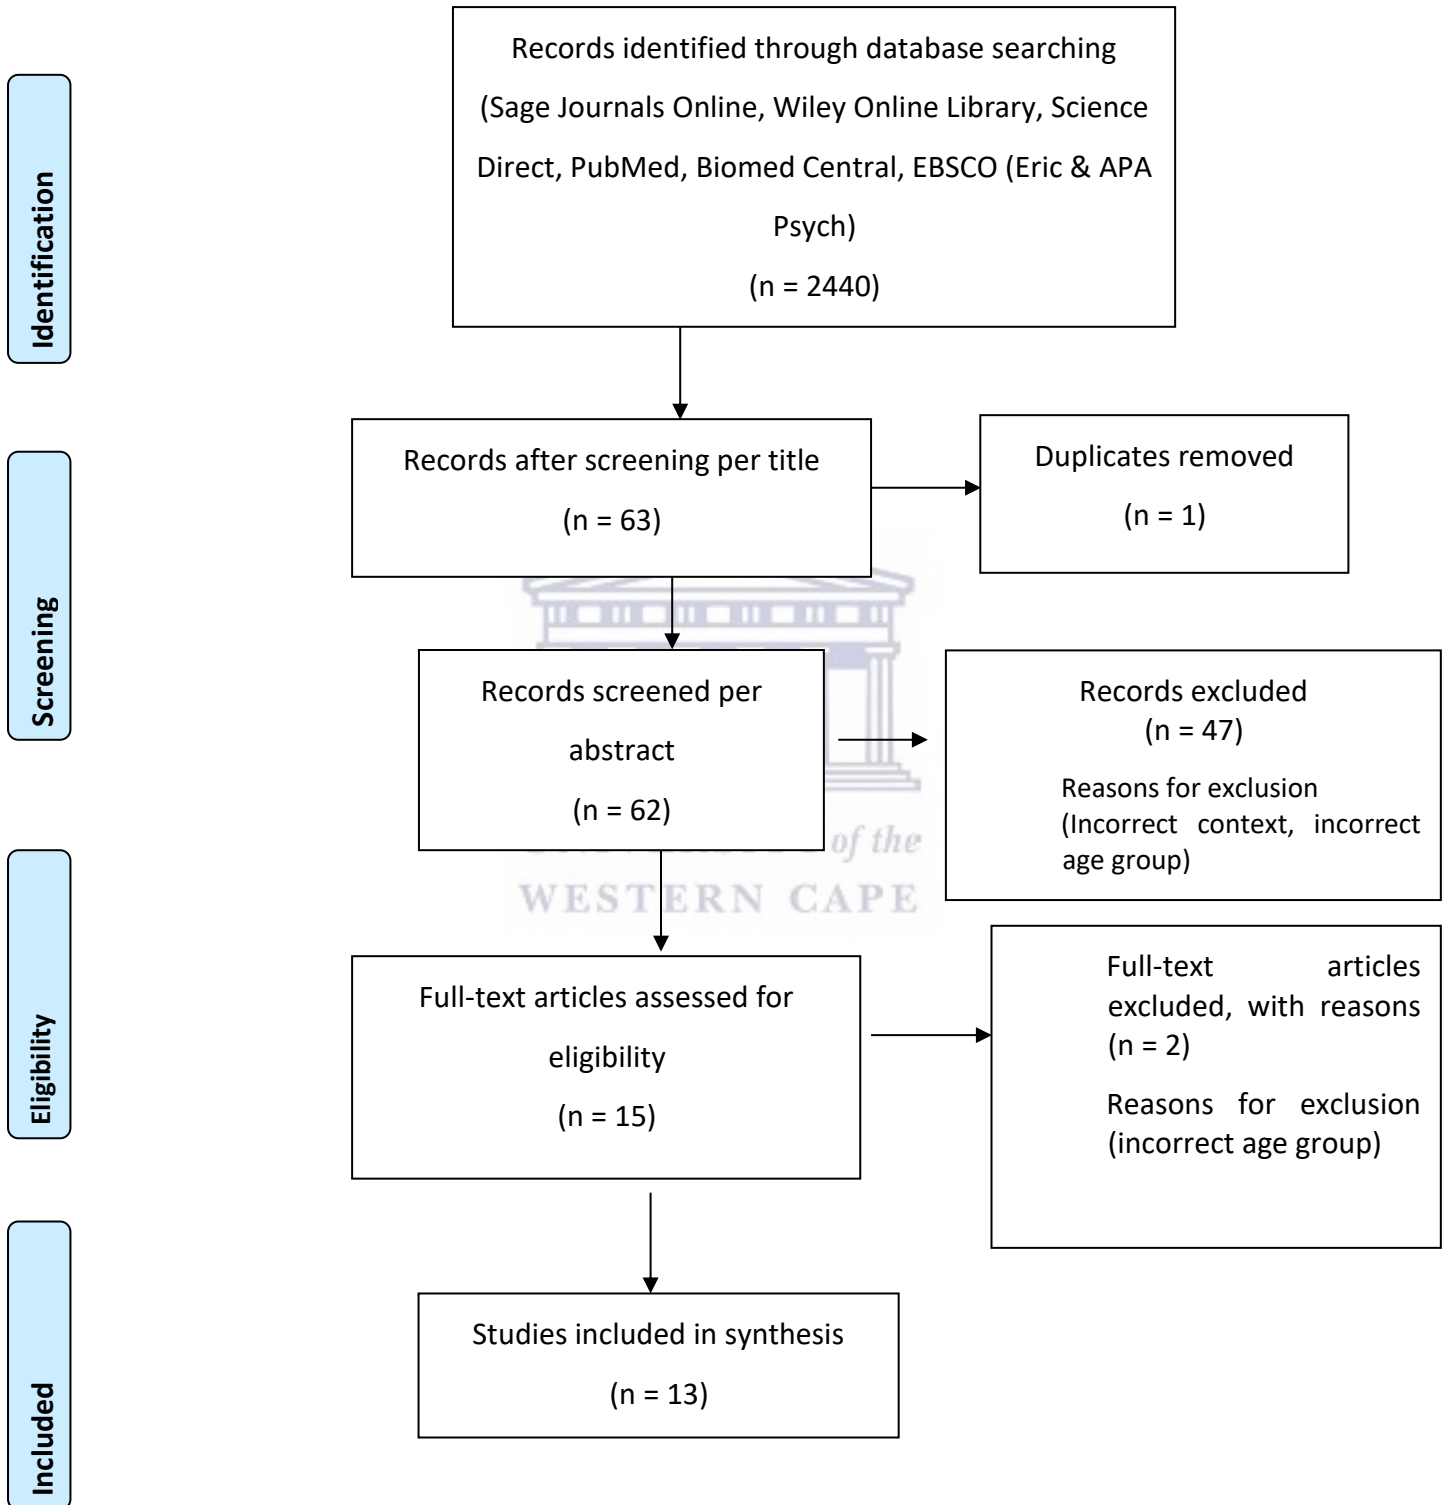 Identification
Records identified through database searching
(Sage Journals Online, Wiley Online Library, Science
Direct, PubMed, Biomed Central, EBSCO (Eric & APA
Psych)
(n = 2440)
Screening
Records after screening per title
(n = 63)
Duplicates removed
(n = 1)
Records screened per
abstract
(n = 62)
Records excluded
(n = 47)
Reasons for exclusion
(Incorrect context, incorrect
age group)
of the
WESTERN CAPE
Eligibility
Full-text articles assessed for
eligibility
(n = 15)
Full-text articles
excluded, with reasons
(n = 2)
Reasons for exclusion
(incorrect age group)
Included
Studies included in synthesis
(n = 13)